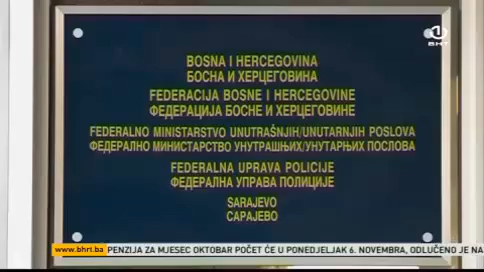 BHT
BOSNA I HERCEGOVINA
БОСНА И ХЕРЦЕГОВИНА
FEDERACIJA BOSNE I HERCEGOVINE
ФЕДЕРАЦИЈА БОСНЕ И ХЕРЦЕГОВИНЕ
FEDERALNO MINISTARSTVO UNUTRAŠNJIH/UNUTARNJIH POSLOVA
ФЕДЕРАЛНО МИНИСТАРСТВО УНУТРАШЊИХ/УНУТАРЊИХ ПОСЛОВА
FEDERALNA UPRAVA POLICIJE
ФЕДЕРАЛНА УПРАВА ПОЛИЦИЈЕ
SARAJEVO
САРАЈЕВО
www.bhrt.ba PENZIJA ZA MJESEC OKTOBAR POČET ĆE U PONEDJELJAK 6. NOVEMBRA, ODLUČENO JE NA